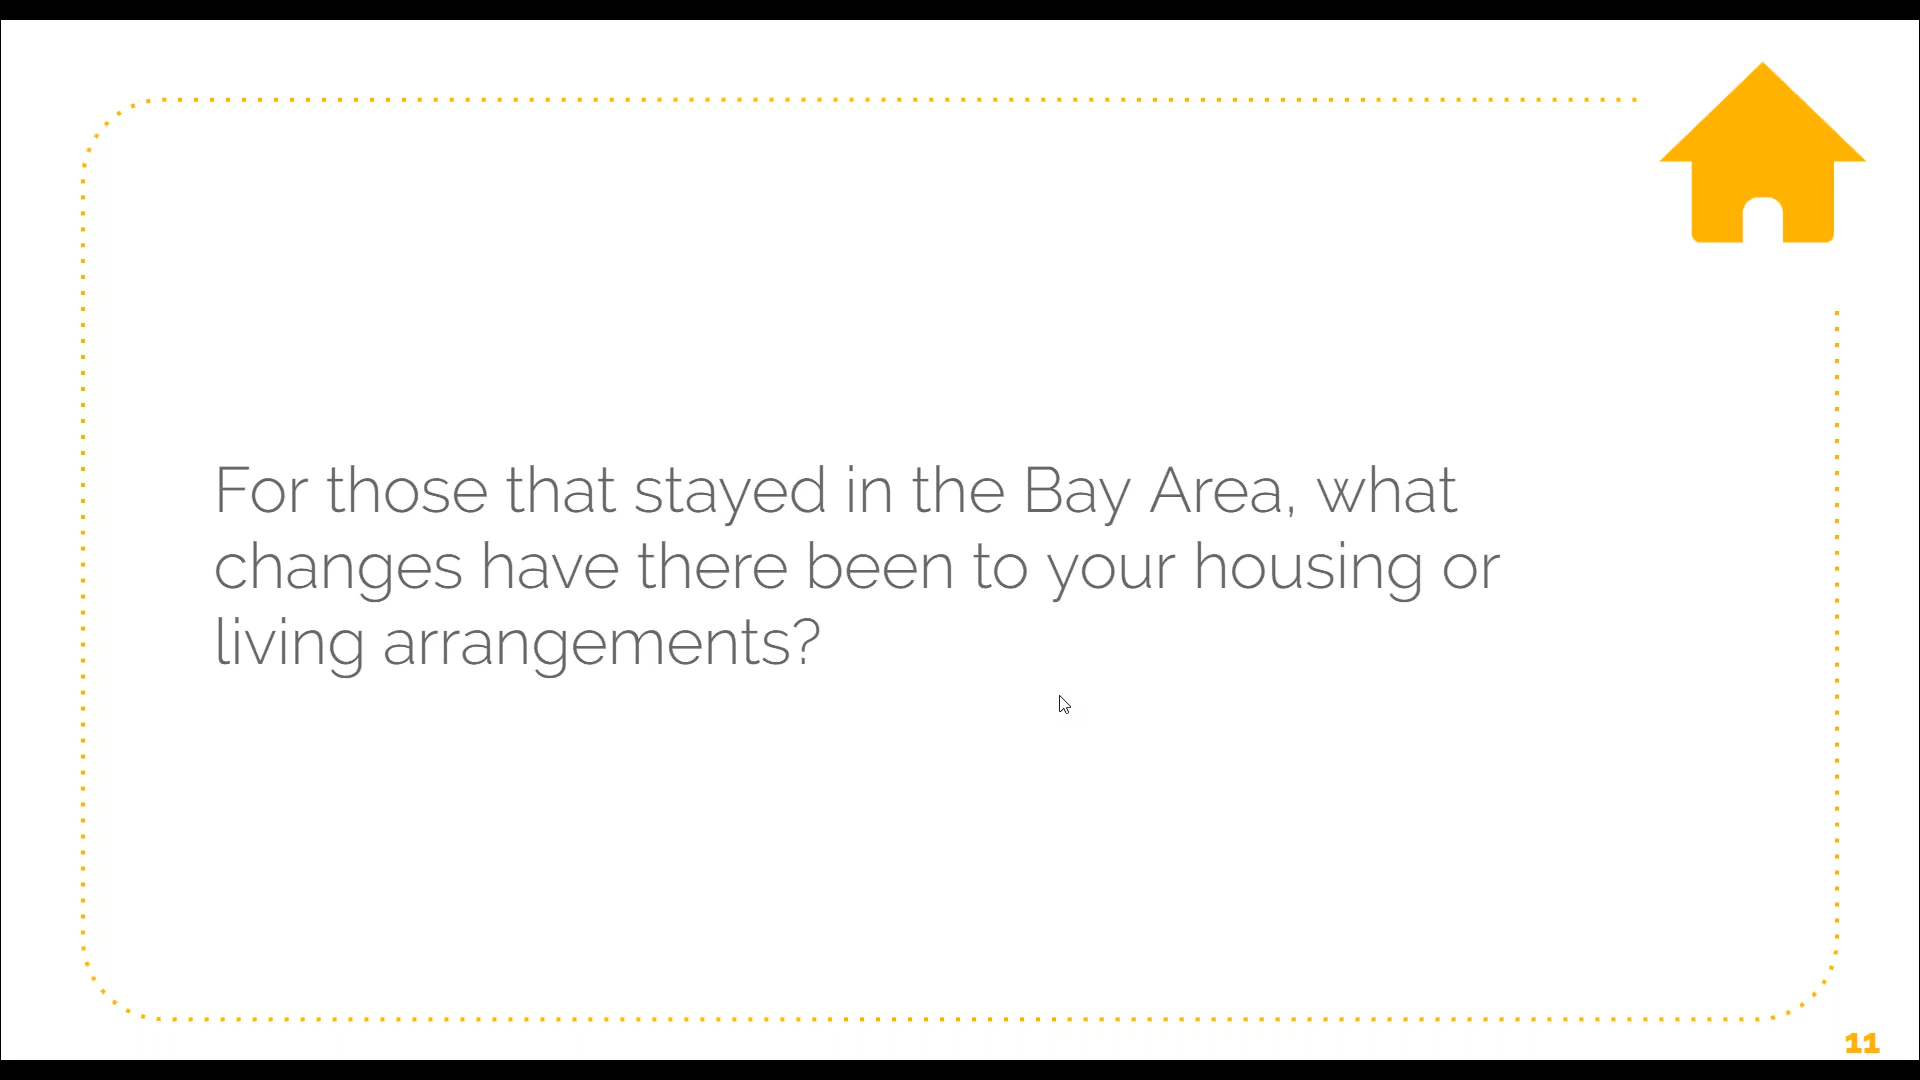 For those that stayed in the Bay Area, what
changes have there been to your housing or
living arrangements?
11